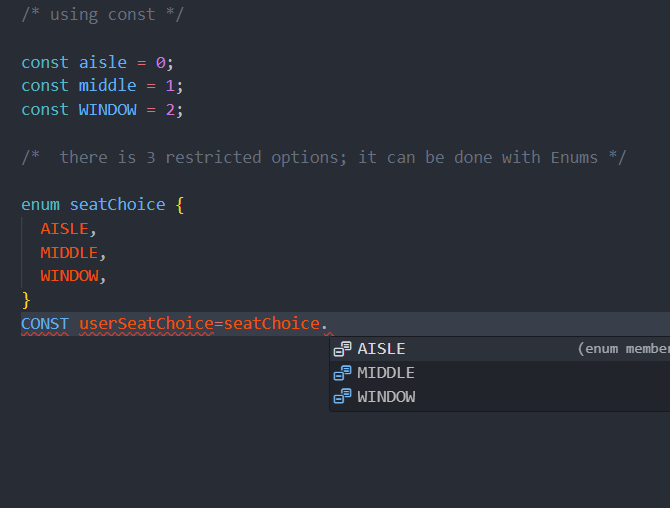 /* using const */
const aisle = 0;
const middle = 1;
const WINDOW = 2;
/*  there is 3 restricted options; it can be done with Enums */
enum seatChoice {
  AISLE,
  MIDDLE,
  WINDOW,
}
CONST userSeatChoice=seatChoice.
AISLE (enum member
MIDDLE
WINDOW